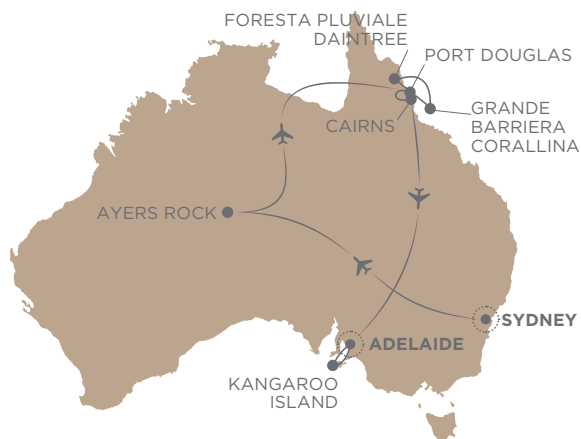 FORESTA PLUVIALE
DAINTREE
PORT DOUGLAS
GRANDE
BARRIERA
CORALLINA
CAIRNS
AYERS ROCK
SYDNEY
ADELAIDE
KANGAROO
ISLAND